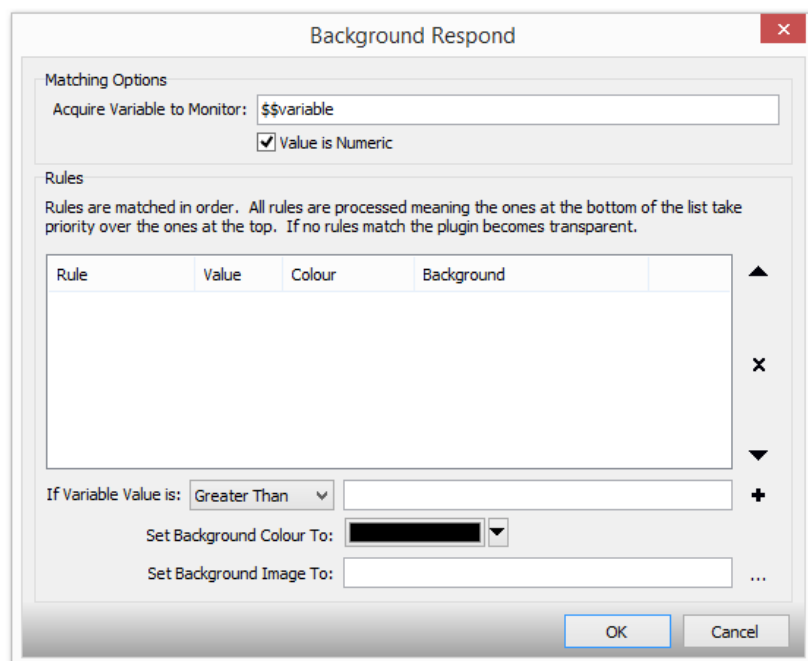 Background Respond
Matching Options
Acquire Variable to Monitor: $$variable
Value is Numeric
Rules
Rules are matched in order. All rules are processed meaning the ones at the bottom of the list take
priority over the ones at the top. If no rules match the plugin becomes transparent.
Rule Value Colour Background
If Variable Value is: Greater Than
Set Background Colour To:
Set Background Image To:
...
OK Cancel